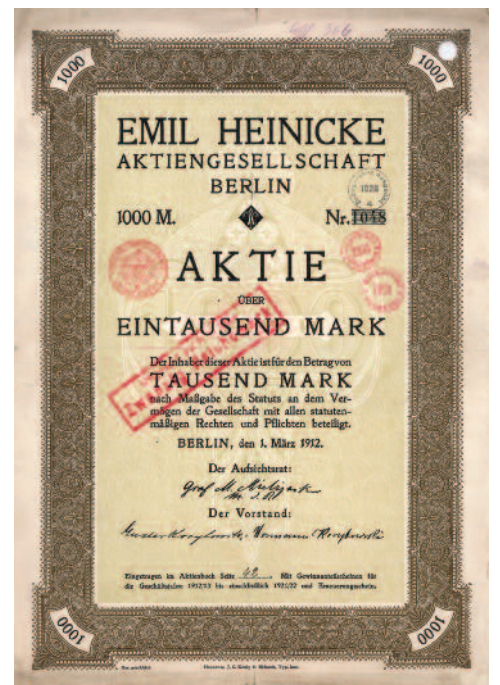 1000
1000
EMIL HEINICKE
AKTIENGESELLSCHAFT
BERLIN
1000 M.
Nr. 1048
AKTIE
ÜBER
EINTAUSEND MARK
Der Inhaber dieser Aktie ist für den Betrag von
TAUSEND MARK
nach Maßgabe des Statuts an dem Ver-
mögen der Gesellschaft mit allen statuten-
mäßigen Rechten und Pflichten beteiligt.
BERLIN, den 1. März 1912.
Der Aufsichtsrat:
Graf M.
Der Vorstand:
Eingetragen im Aktienbuch Seite 48. Mit Gewinnanteilscheinen für
die Geschäftsjahre 1912/13 bis einschließlich 1921/22 und Erneuerungsschein.
1000
1000